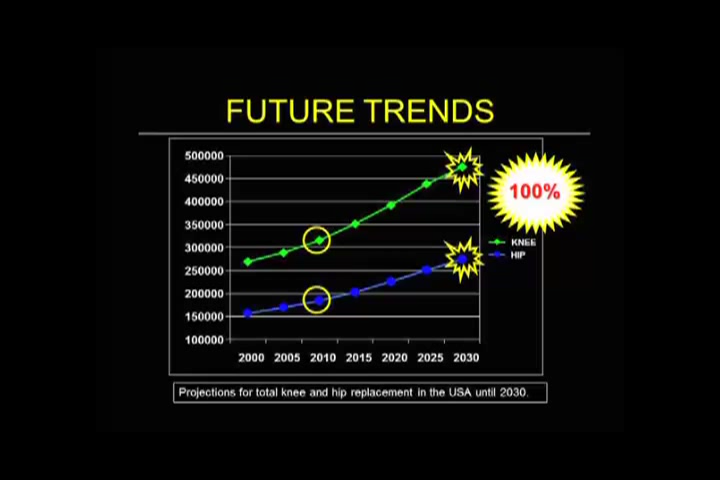 FUTURE TRENDS
500000
450000
400000
350000
300000
250000
200000
150000
100000
2000 2005 2010 2015 2020 2025 2030
100%
KNEE
HIP
Projections for total knee and hip replacement in the USA until 2030.